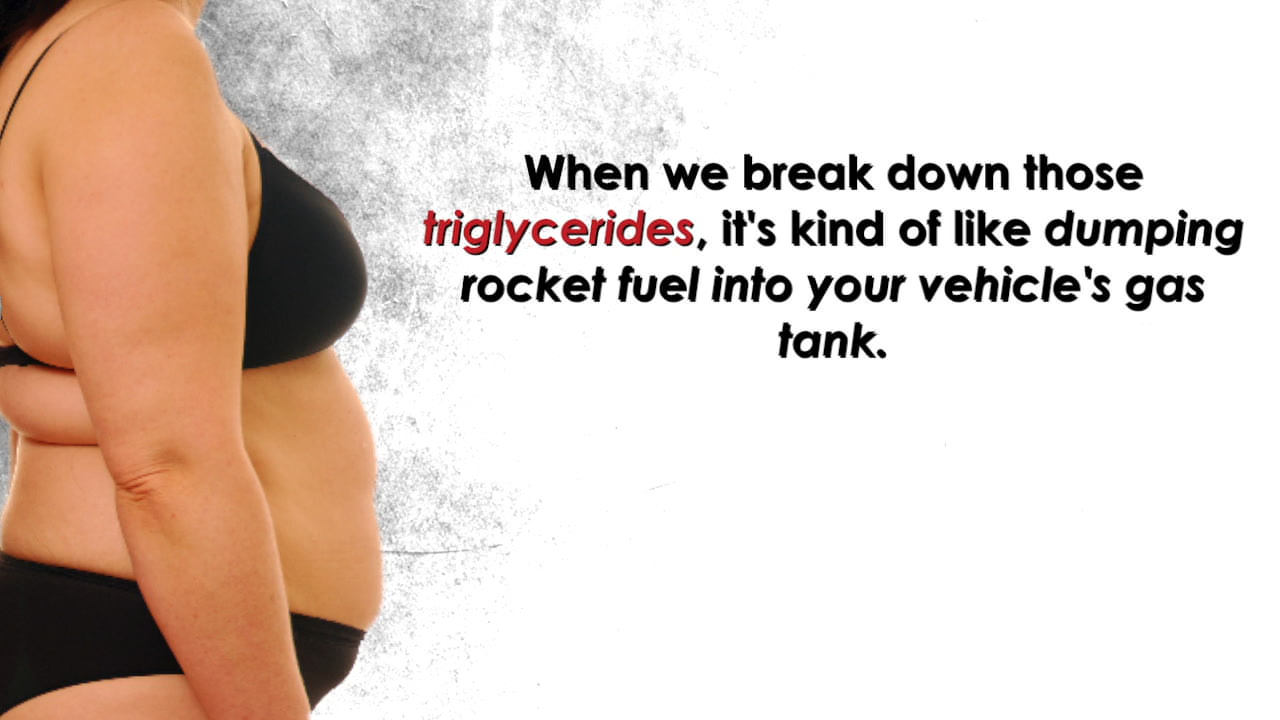 When we break down those
triglycerides, it's kind of like dumping
rocket fuel into your vehicle's gas
tank.